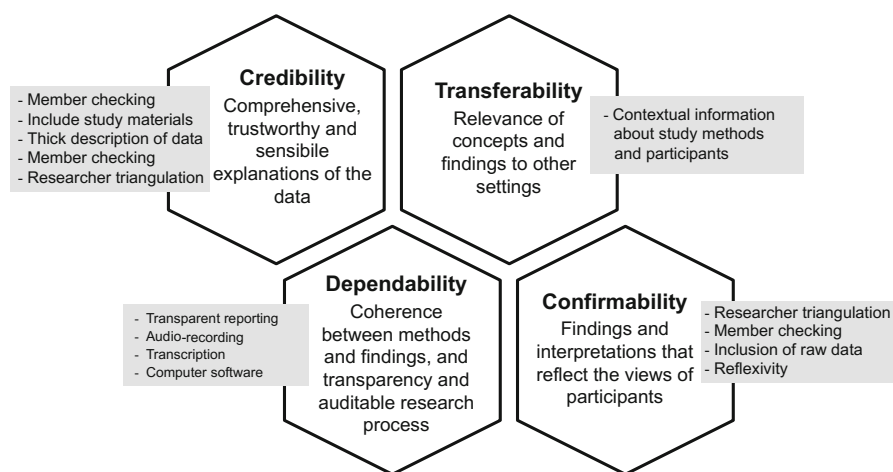 Credibility
Comprehensive,
trustworthy and
sensibile
explanations of the
data
- Member checking
- Include study materials
- Thick description of data
- Member checking
- Researcher triangulation
Transferability
Relevance of
concepts and
findings to other
settings
- Contextual information
about study methods
and participants
Dependability
Coherence
between methods
and findings, and
transparency and
auditable research
process
- Transparent reporting
- Audio-recording
- Transcription
- Computer software
Confirmability
Findings and
interpretations that
reflect the views of
participants
- Researcher triangulation
- Member checking
- Inclusion of raw data
- Reflexivity